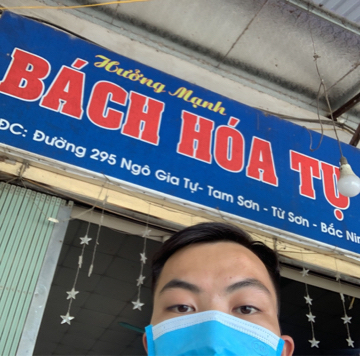 Hưởng Mạnh
BÁCH HÓA TỰ
ĐC: Đường 295 Ngô Gia Tự- Tam Sơn - Từ Sơn - Bắc Nin